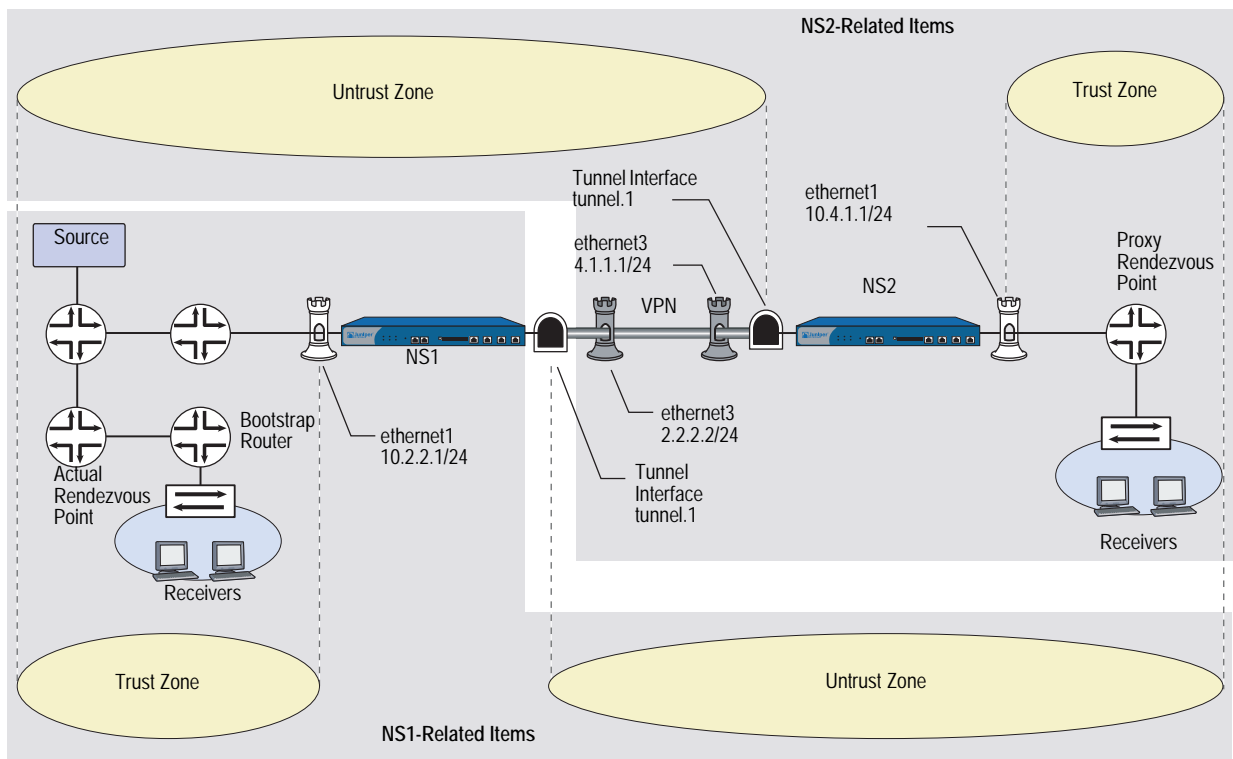 NS2-Related Items
Untrust Zone
Trust Zone
Tunnel Interface
tunnel.1
ethernet1
10.4.1.1/24
Source
ethernet3
4.1.1.1/24
Proxy
Rendezvous
Point
VPN
NS2
NS1
Bootstrap
Router
ethernet1
10.2.2.1/24
ethernet3
2.2.2.2/24
Actual
Rendezvous
Point
Tunnel
Interface
tunnel.1
Receivers
Receivers
Trust Zone
Untrust Zone
NS1-Related Items